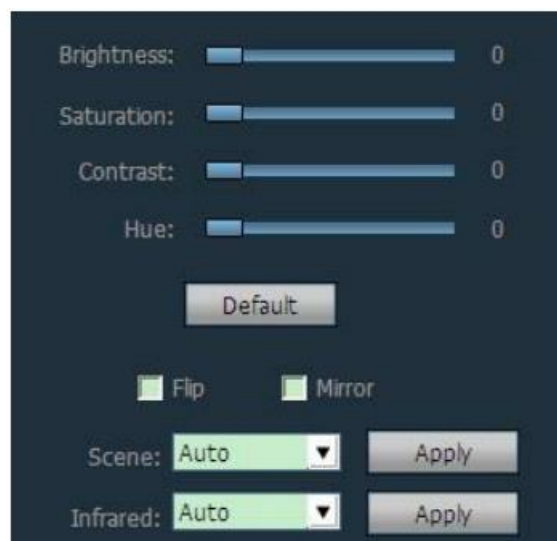 Brightness: 0
Saturation: 0
Contrast: 0
Hue: 0
Default
Flip Mirror
Scene: Auto Apply
Infrared: Auto Apply